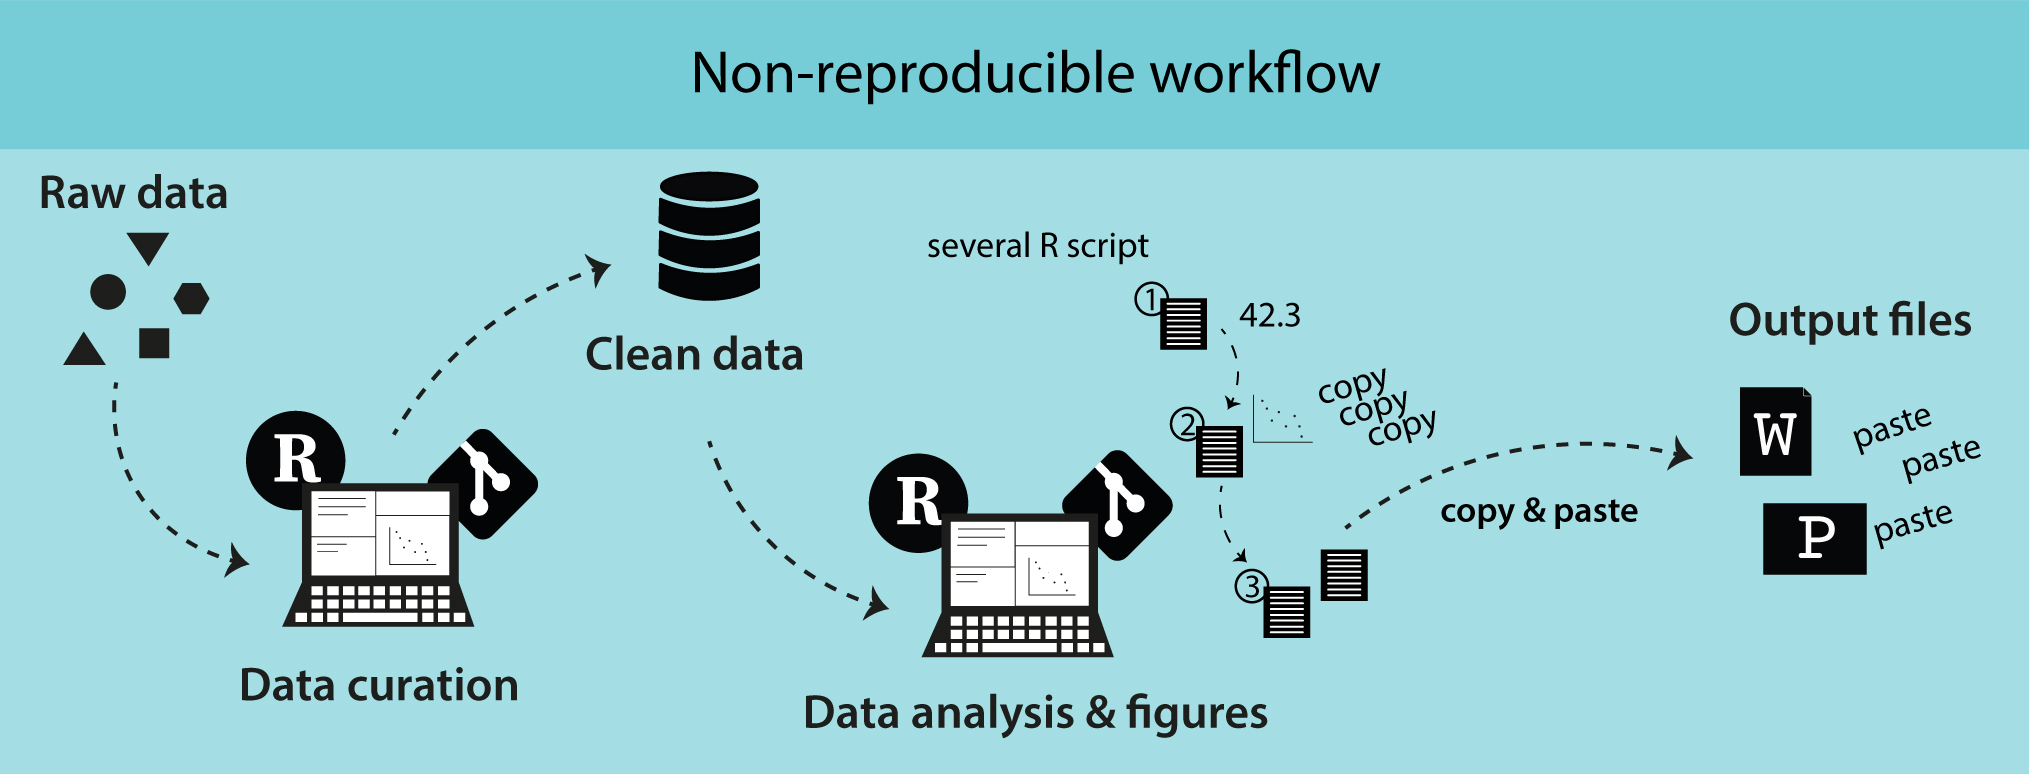 Non-reproducible workflow
Raw data
R
Data curation
Clean data
several R script
1
42.3
2
copy
copy
copy
3
R
Data analysis & figures
copy & paste
Output files
W
paste
paste
P
paste